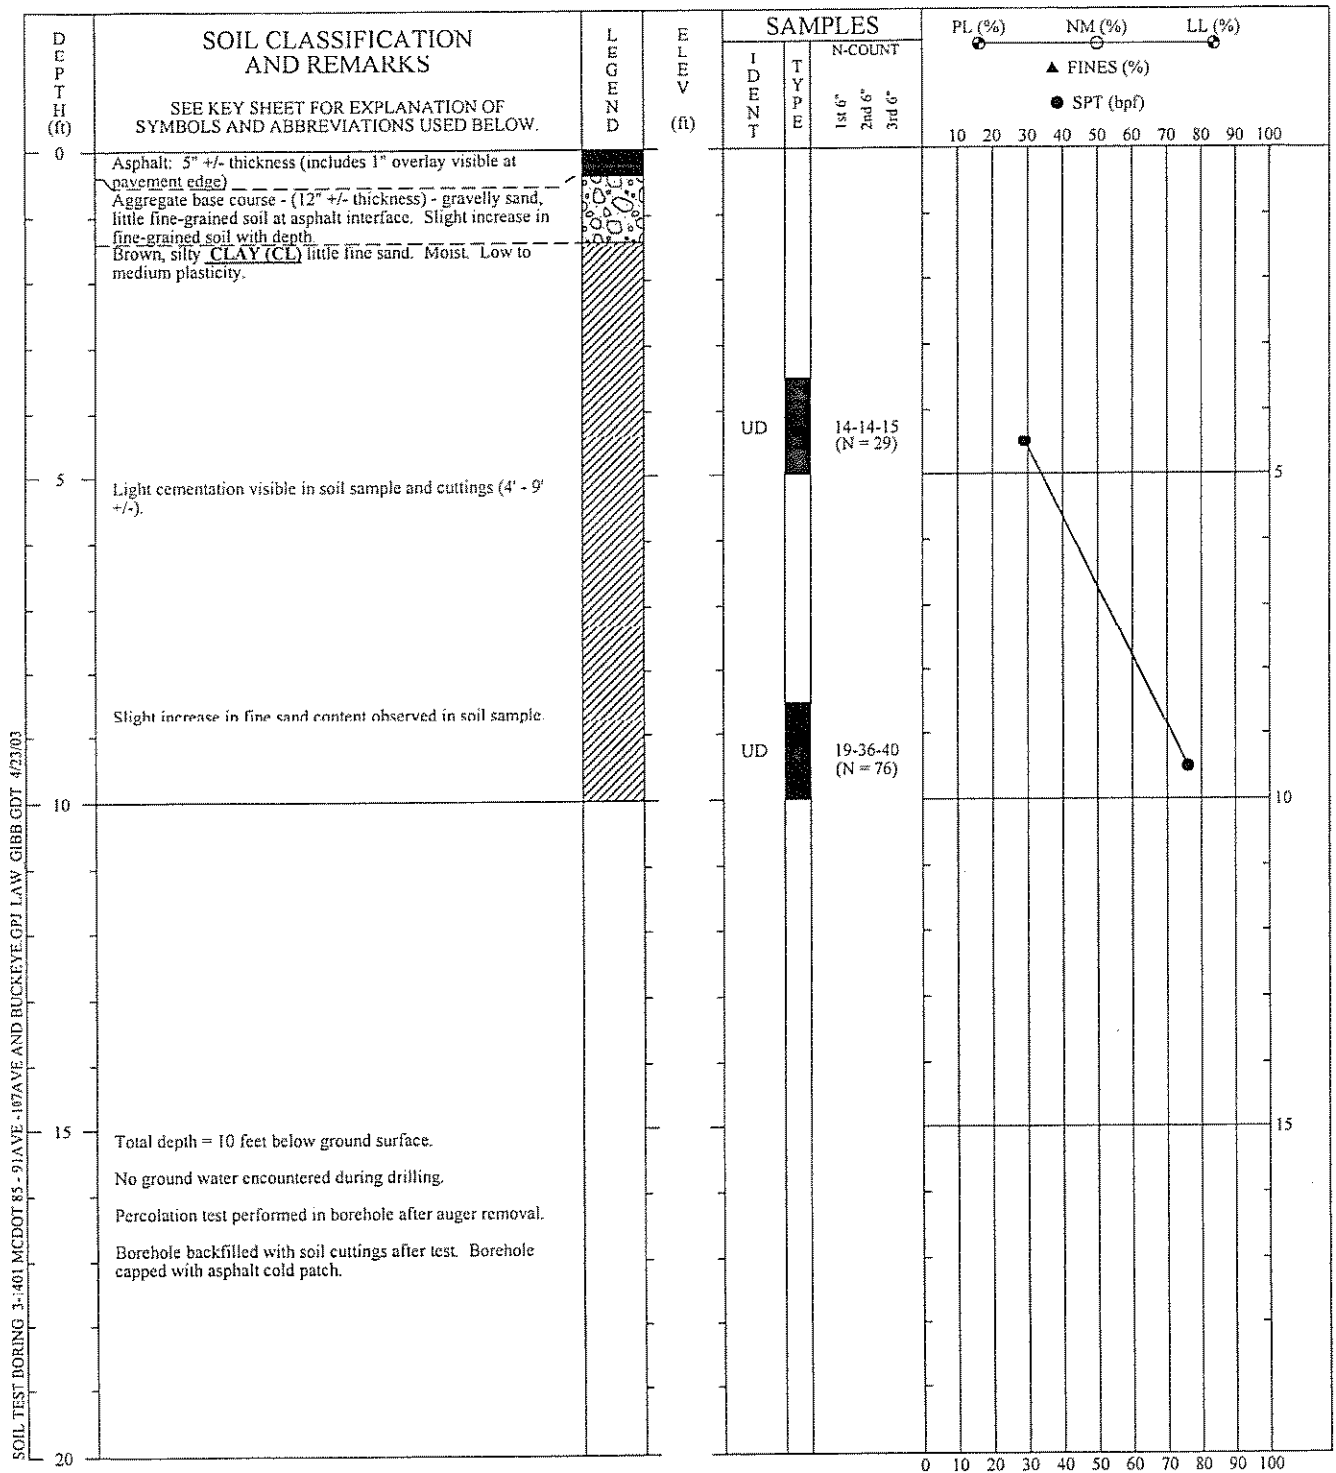 DEPTH (ft)
SOIL CLASSIFICATION
AND REMARKS
SEE KEY SHEET FOR EXPLANATION OF
SYMBOLS AND ABBREVIATIONS USED BELOW.
LEGEND
ELEV (ft)
SAMPLES
IDENT
TYPE
N-COUNT
1st 6"
2nd 6"
3rd 6"
PL (%) NM (%) LL (%)
▲ FINES (%)
● SPT (bpf)
10 20 30 40 50 60 70 80 90 100
0
Asphalt: 5" +/- thickness (includes 1" overlay visible at
pavement edge)
Aggregate base course - (12" +/- thickness) - gravelly sand,
little fine-grained soil at asphalt interface. Slight increase in
fine-grained soil with depth.
Brown, silty CLAY (CL) little fine sand. Moist. Low to
medium plasticity.
UD
14-14-15
(N = 29)
5
5
Light cementation visible in soil sample and cuttings (4' - 9'
+/-).
Slight increase in fine sand content observed in soil sample.
UD
19-36-40
(N = 76)
10
10
15
15
Total depth = 10 feet below ground surface.
No ground water encountered during drilling.
Percolation test performed in borehole after auger removal.
Borehole backfilled with soil cuttings after test. Borehole
capped with asphalt cold patch.
20
0 10 20 30 40 50 60 70 80 90 100
SOIL TEST BORING 3-1401 MCDOT 85 - 91AVE -107AVE AND BUCKEYE.GPJ LAW_GIBB.GDT 4/23/03